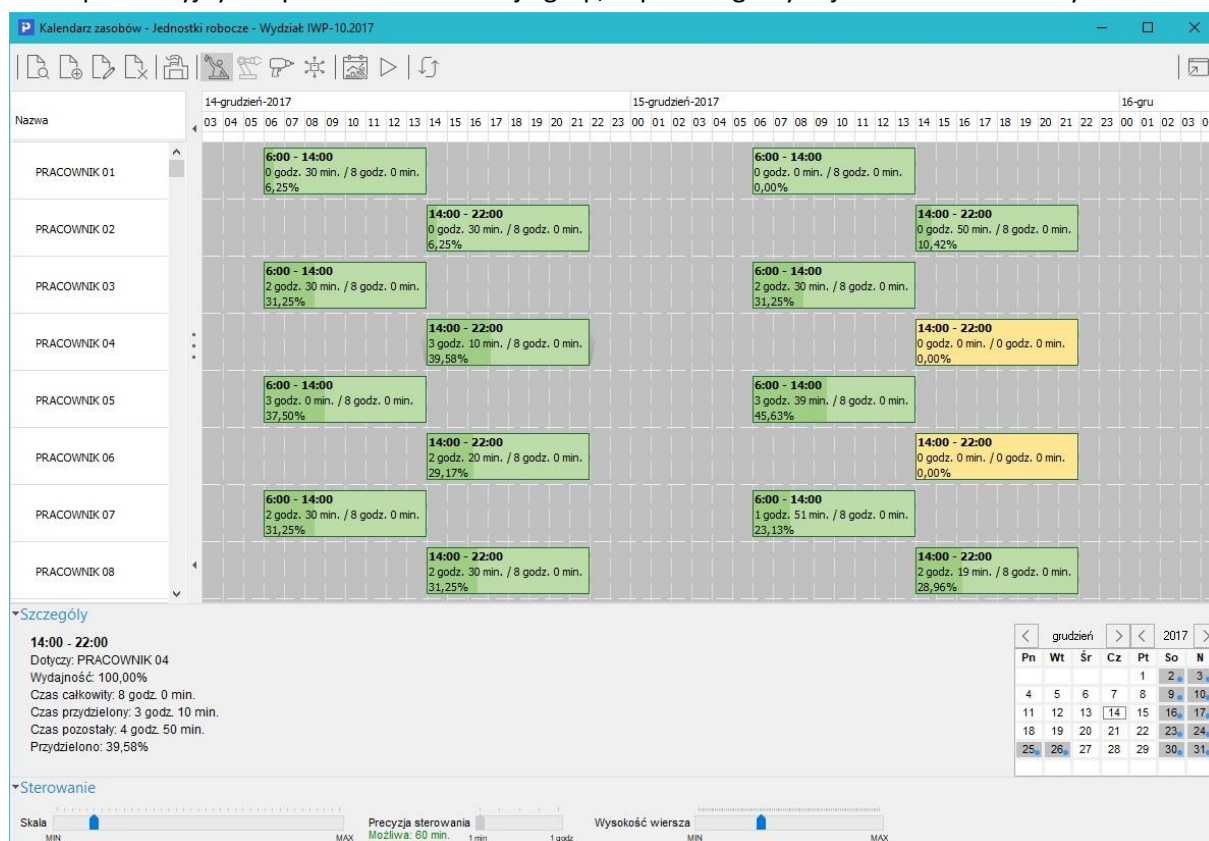 Kalendarz zasobów - Jednostki robocze - Wydział: IWP-10.2017
14-grudzień-2017 15-grudzień-2017 16-gru
Nazwa
03 04 05 06 07 08 09 10 11 12 13 14 15 16 17 18 19 20 21 22 23 00 01 02 03 04 05 06 07 08 09 10 11 12 13 14 15 16 17 18 19 20 21 22 23 00 01 02 03
PRACOWNIK 01
6:00 - 14:00
0 godz. 30 min. / 8 godz. 0 min.
6,25%
6:00 - 14:00
0 godz. 0 min. / 8 godz. 0 min.
0,00%
PRACOWNIK 02
14:00 - 22:00
0 godz. 30 min. / 8 godz. 0 min.
6,25%
14:00 - 22:00
0 godz. 50 min. / 8 godz. 0 min.
10,42%
PRACOWNIK 03
6:00 - 14:00
2 godz. 30 min. / 8 godz. 0 min.
31,25%
6:00 - 14:00
2 godz. 30 min. / 8 godz. 0 min.
31,25%
PRACOWNIK 04
14:00 - 22:00
3 godz. 10 min. / 8 godz. 0 min.
39,58%
14:00 - 22:00
0 godz. 0 min. / 0 godz. 0 min.
0,00%
PRACOWNIK 05
6:00 - 14:00
3 godz. 0 min. / 8 godz. 0 min.
37,50%
6:00 - 14:00
3 godz. 39 min. / 8 godz. 0 min.
45,63%
PRACOWNIK 06
14:00 - 22:00
2 godz. 20 min. / 8 godz. 0 min.
29,17%
14:00 - 22:00
0 godz. 0 min. / 0 godz. 0 min.
0,00%
PRACOWNIK 07
6:00 - 14:00
2 godz. 30 min. / 8 godz. 0 min.
31,25%
6:00 - 14:00
1 godz. 51 min. / 8 godz. 0 min.
23,13%
PRACOWNIK 08
14:00 - 22:00
2 godz. 30 min. / 8 godz. 0 min.
31,25%
14:00 - 22:00
2 godz. 19 min. / 8 godz. 0 min.
28,96%
Szczegóły
14:00 - 22:00
Dotyczy: PRACOWNIK 04
Wydajność: 100,00%
Czas całkowity: 8 godz. 0 min.
Czas przydzielony: 3 godz. 10 min.
Czas pozostały: 4 godz. 50 min.
Przydzielono: 39,58%
grudzień 2017
Pn Wt Śr Cz Pt So N
1 2 3
4 5 6 7 8 9 10
11 12 13 14 15 16 17
18 19 20 21 22 23 24
25 26 27 28 29 30 31
Sterowanie
Skala
MIN MAX
Precyzja sterowania
Możliwa: 60 min.
1 min 1 godz
Wysokość wiersza
MIN MAX